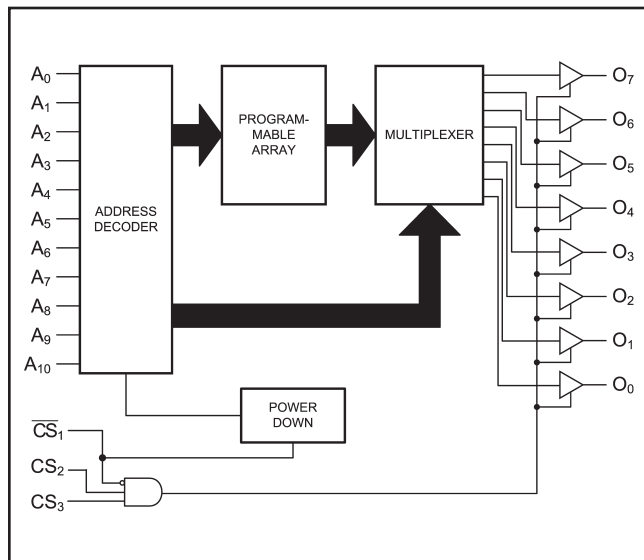 A0
A1
A2
A3
A4
A5
A6
A7
A8
A9
A10
ADDRESS
DECODER
PROGRAM-
MABLE
ARRAY
MULTIPLEXER
O7
O6
O5
O4
O3
O2
O1
O0
POWER
DOWN
C̅S̅1
CS2
CS3